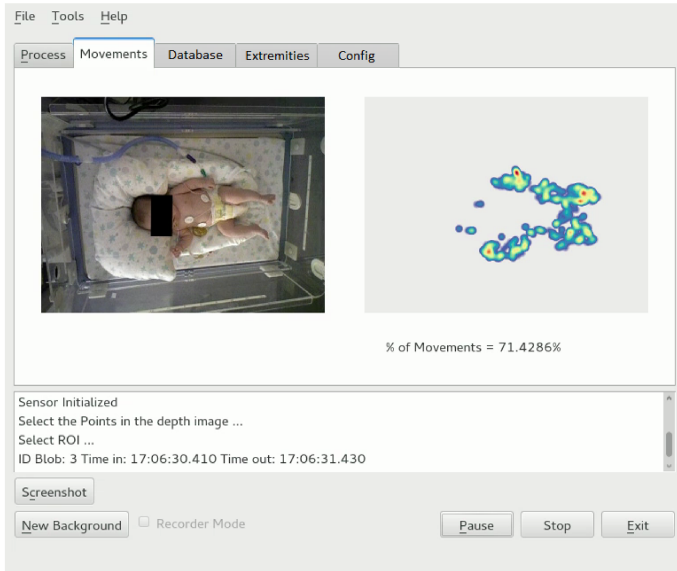 File Tools Help
Process Movements Database Extremities Config
% of Movements = 71.4286%
Sensor Initialized
Select the Points in the depth image ...
Select ROI ...
ID Blob: 3 Time in: 17:06:30.410 Time out: 17:06:31.430
Screenshot
New Background Recorder Mode Pause Stop Exit